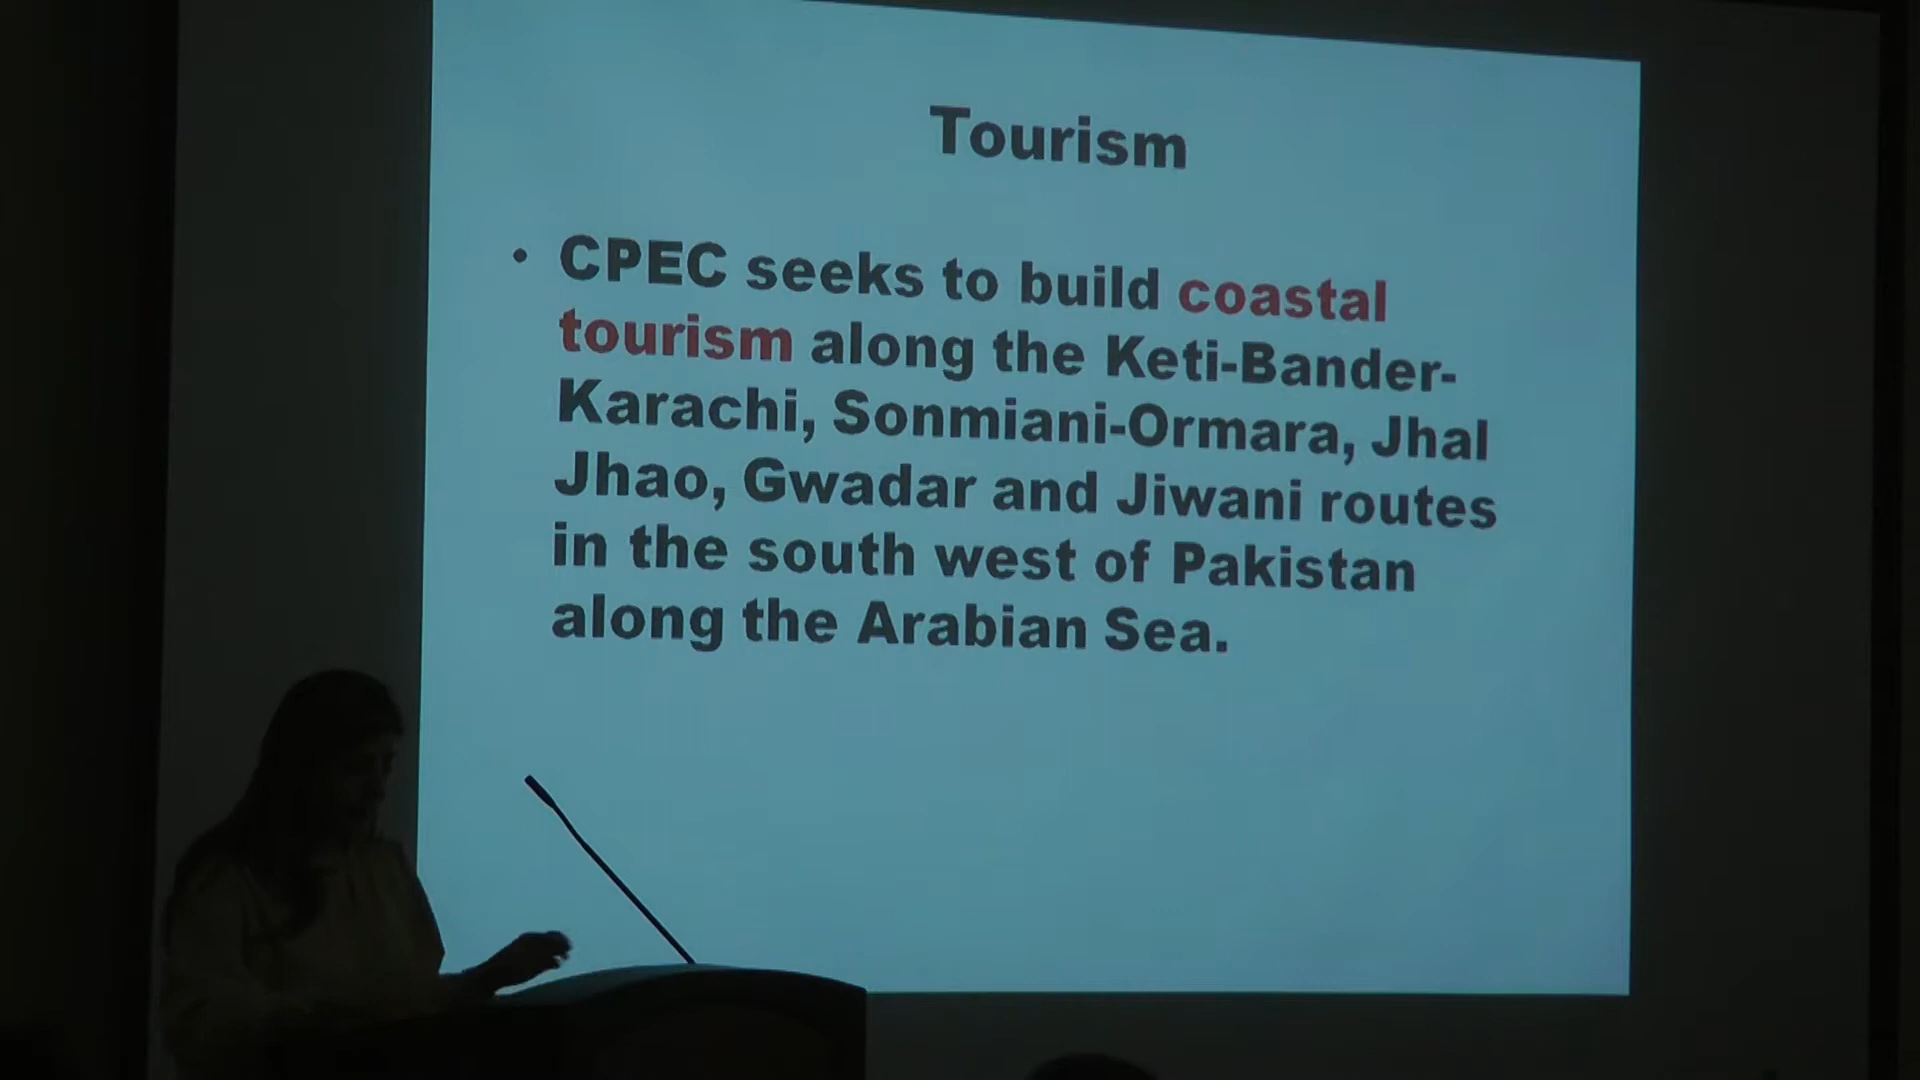 Tourism
• CPEC seeks to build coastal
tourism along the Keti-Bander-
Karachi, Sonmiani-Ormara, Jhal
Jhao, Gwadar and Jiwani routes
in the south west of Pakistan
along the Arabian Sea.